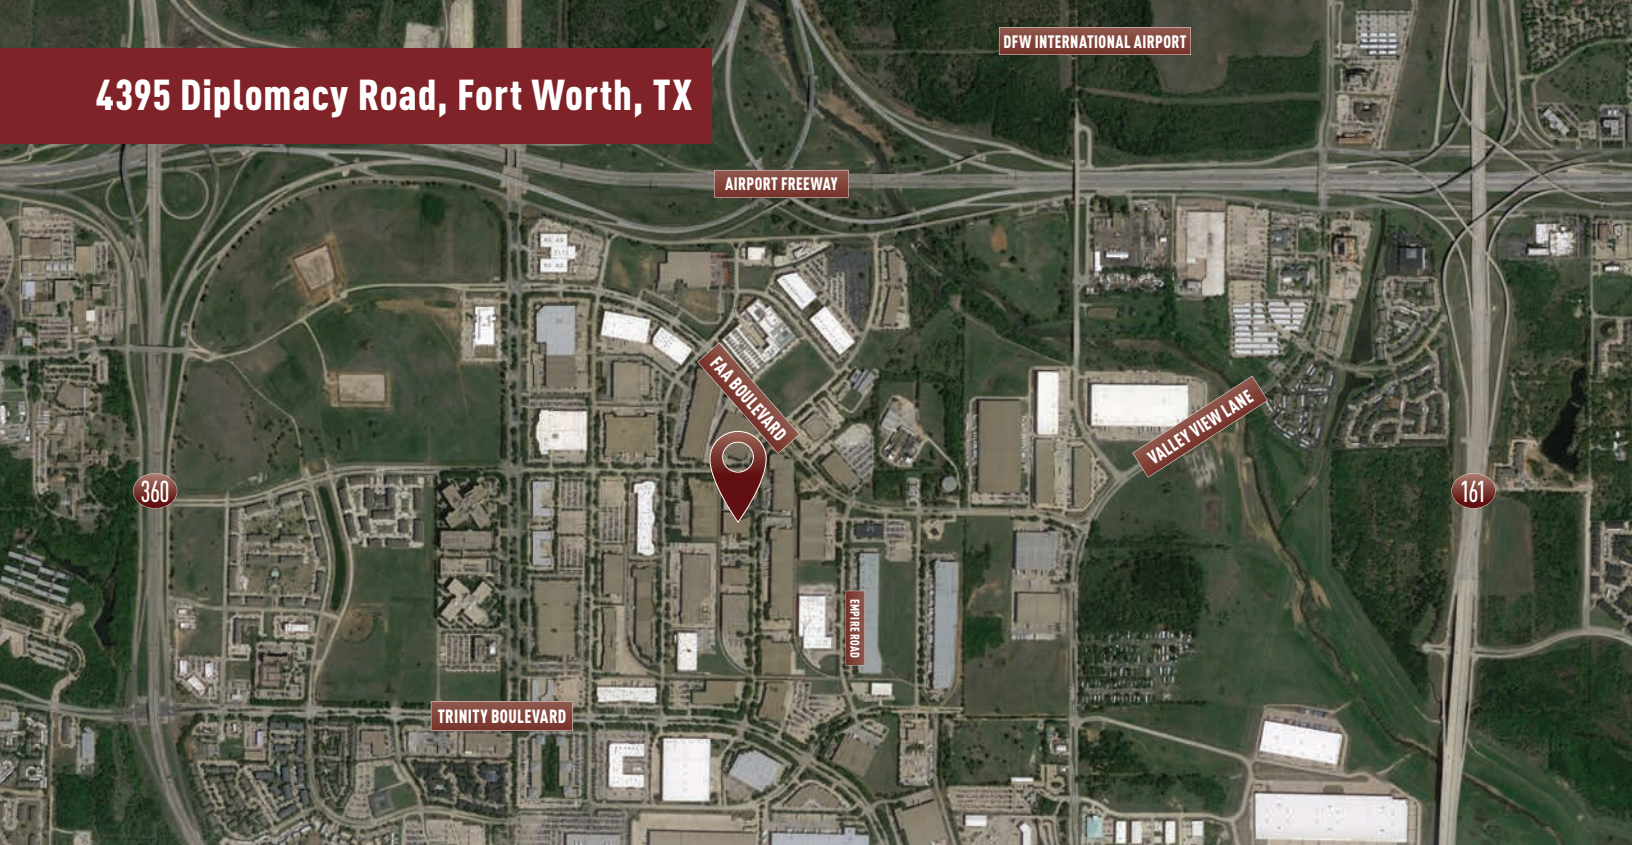 DFW INTERNATIONAL AIRPORT
4395 Diplomacy Road, Fort Worth, TX
AIRPORT FREEWAY
FAA BOULEVARD
VALLEY VIEW LANE
360
161
EMPIRE ROAD
TRINITY BOULEVARD